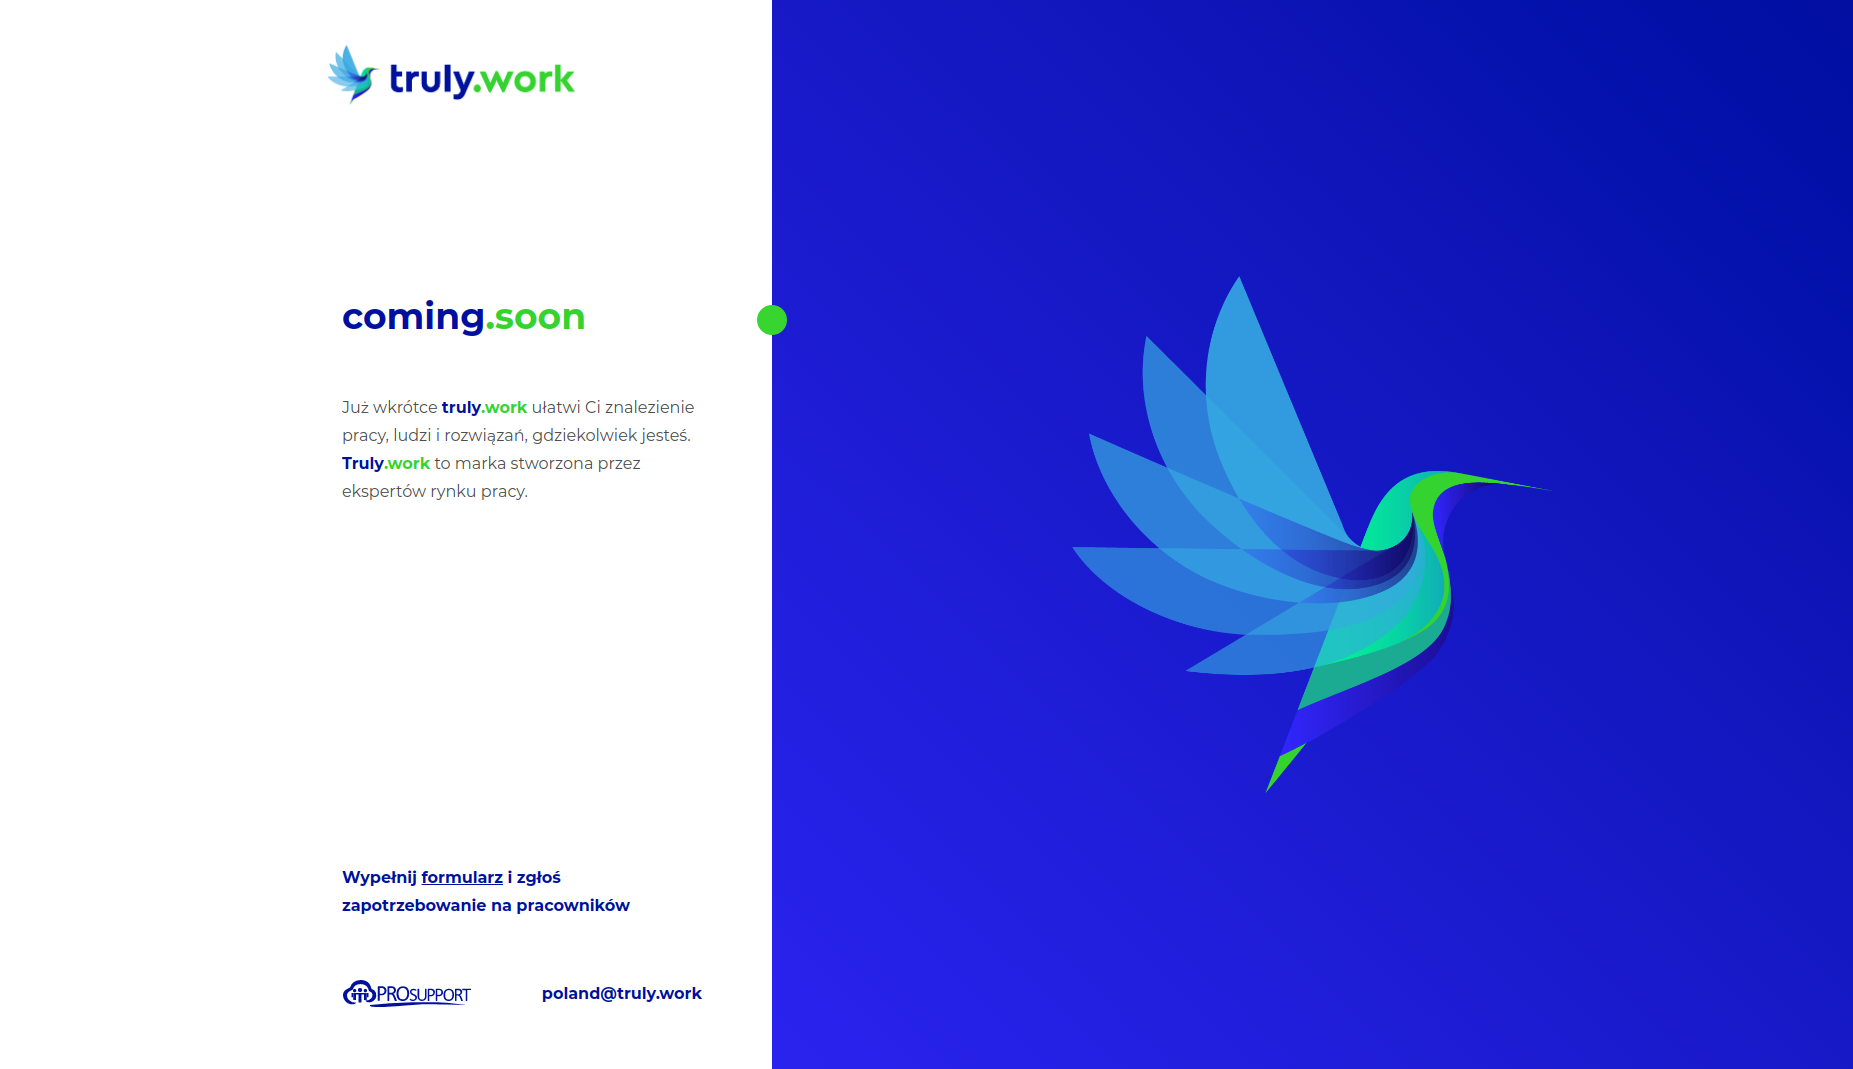 truly.work
coming.soon
Już wkrótce truly.work ułatwi Ci znalezienie
pracy, ludzi i rozwiązań, gdziekolwiek jesteś.
Truly.work to marka stworzona przez
ekspertów rynku pracy.
Wypełnij formularz i zgłoś
zapotrzebowanie na pracowników
PROSUPPORT
poland@truly.work